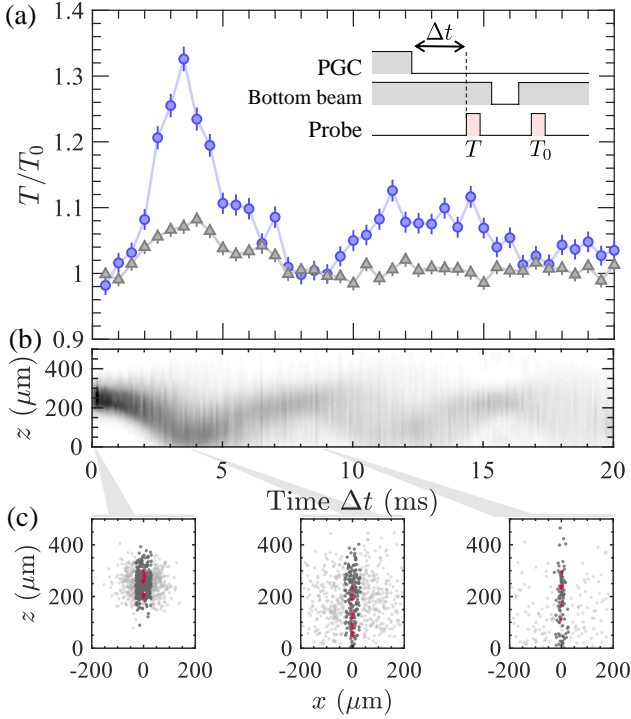 (a)
1.4
1.3
1.2
1.1
1
0.9
T/T₀
Δt
PGC
Bottom beam
Probe
T T₀
(b)
400
200
0
z (μm)
0 5 10 15 20
Time Δt (ms)
(c)
400
200
0
z (μm)
-200 0 200 -200 0 200 -200 0 200
x (μm)